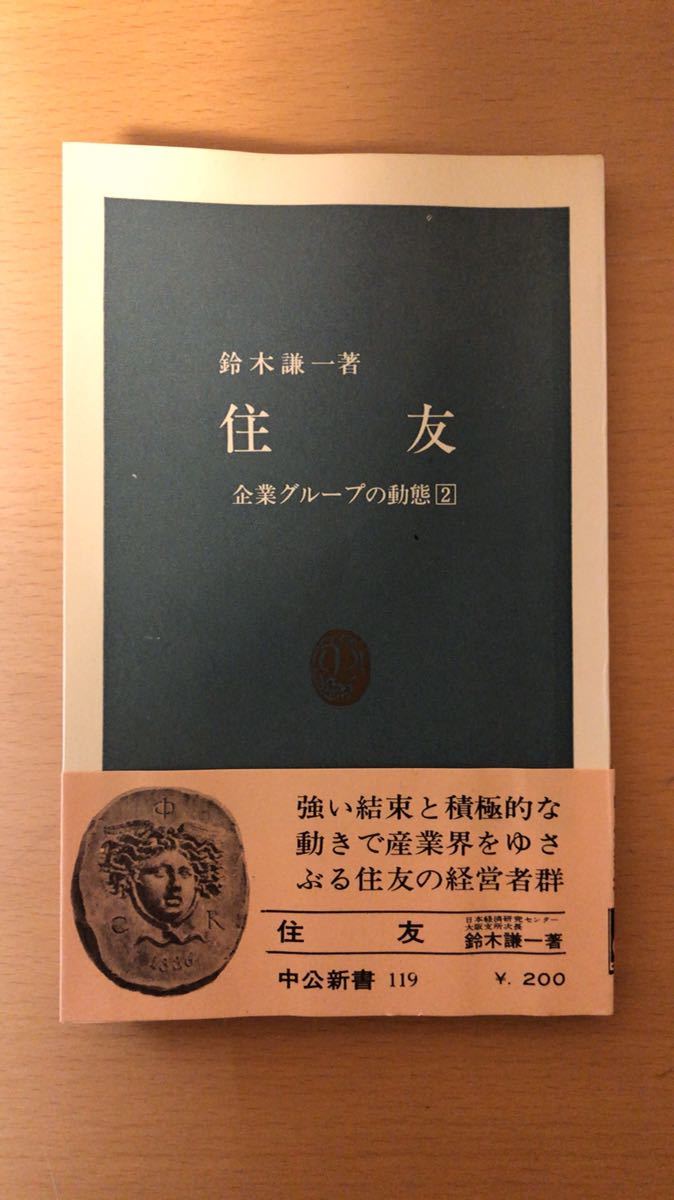 鈴木謙一著
住友
企業グループの動態2
強い結束と積極的な
動きで産業界をゆさ
ぶる住友の経営者群
住友
日本経済研究センター
大阪支所次長
鈴木謙一著
中公新書 119
¥. 200
Φ
C R
1886